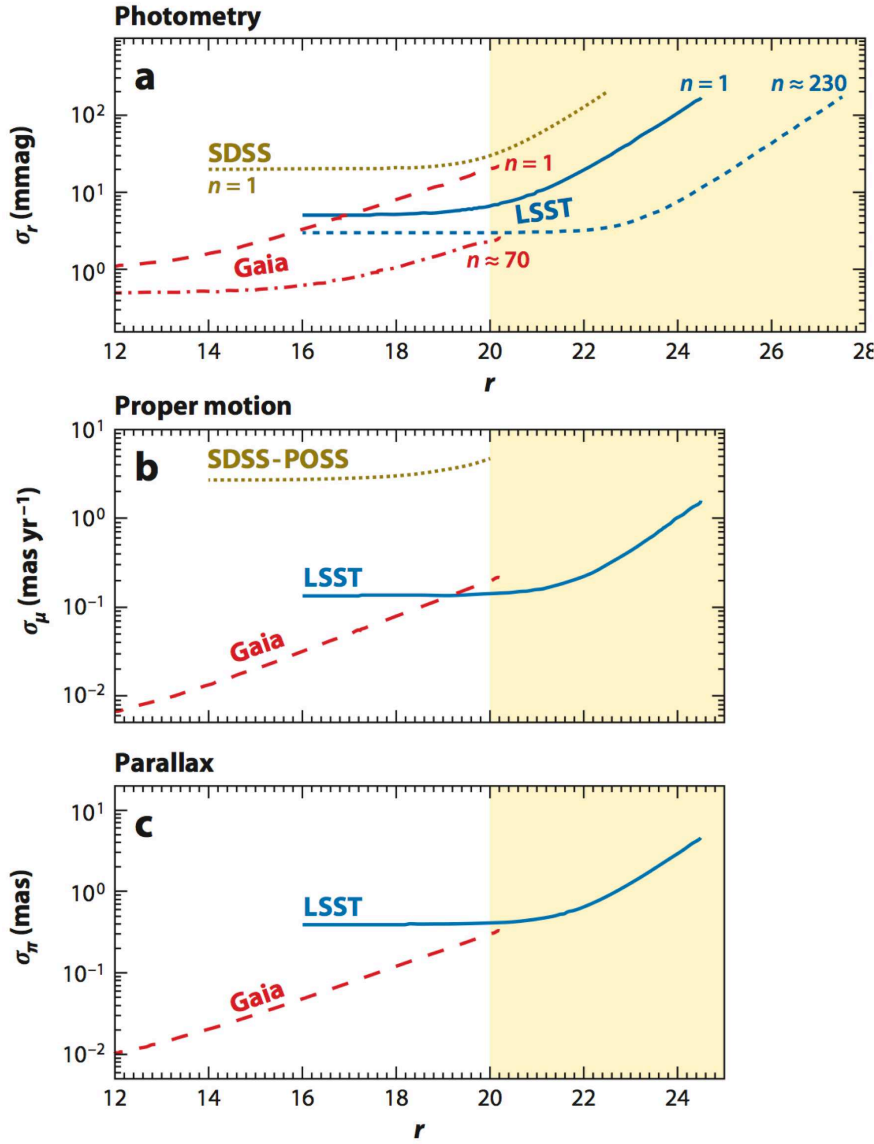 Photometry
a
n = 1
n ≈ 230
10²
SDSS
n = 1
n = 1
10¹
LSST
Gaia
n ≈ 70
10⁰
σr (mmag)
12 14 16 18 20 22 24 26 28
r
Proper motion
b
10¹
SDSS-POSS
10⁰
LSST
10⁻¹
Gaia
10⁻²
σμ (mas yr⁻¹)
Parallax
c
10¹
10⁰
LSST
10⁻¹
Gaia
10⁻²
σπ (mas)
12 14 16 18 20 22 24
r